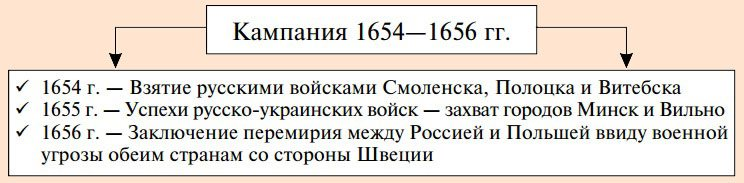 Кампания 1654—1656 гг.
✓ 1654 г. — Взятие русскими войсками Смоленска, Полоцка и Витебска
✓ 1655 г. — Успехи русско-украинских войск — захват городов Минск и Вильно
✓ 1656 г. — Заключение перемирия между Россией и Польшей ввиду военной
угрозы обеим странам со стороны Швеции